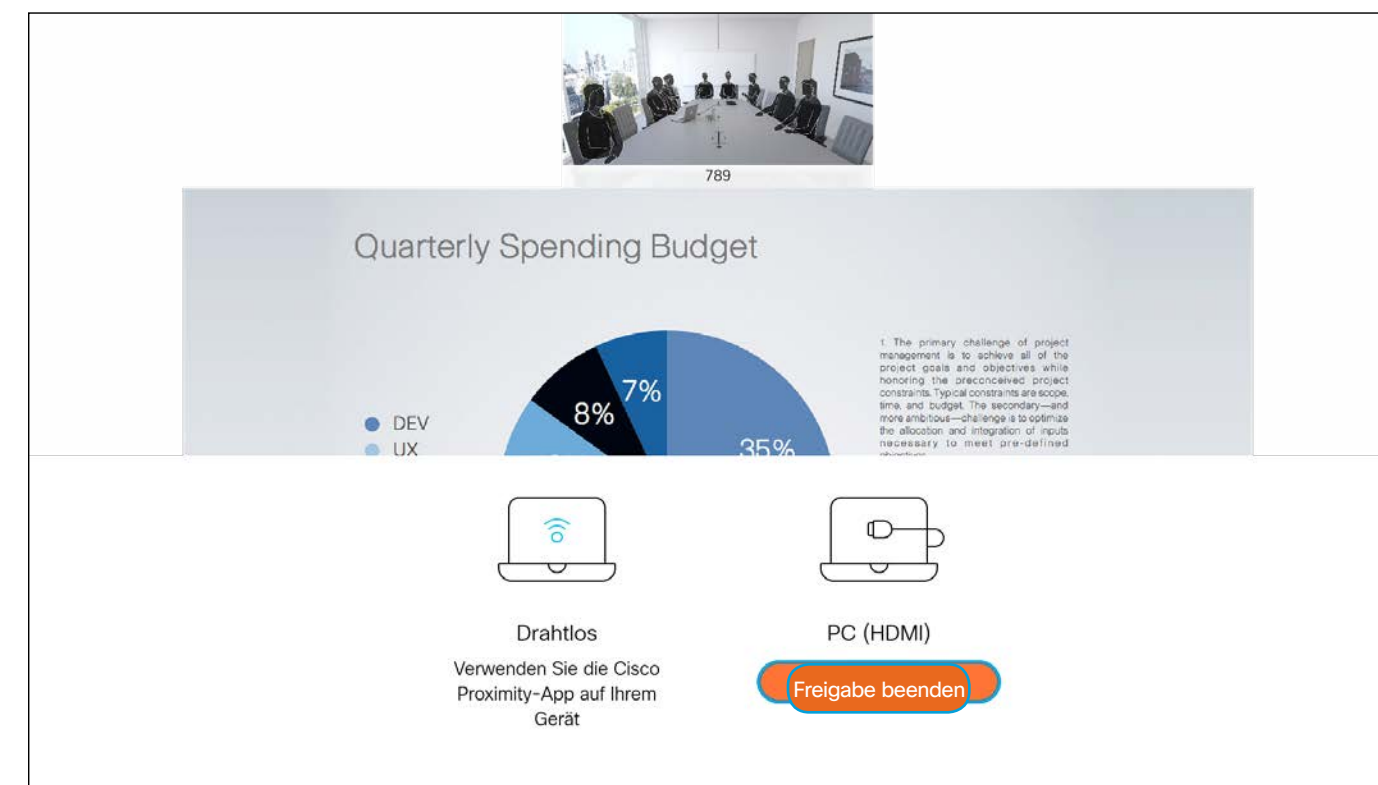 789
Quarterly Spending Budget
7%
8%
35%
DEV
UX
1. The primary challenge of project
management is to achieve all of the
project goals and objectives while
honoring the preconceived project
constraints. Typical constraints are scope,
time, and budget. The secondary—and
more ambitious—challenge is to optimize
the allocation and integration of inputs
necessary to meet pre-defined
Drahtlos
Verwenden Sie die Cisco
Proximity-App auf Ihrem
Gerät
PC (HDMI)
Freigabe beenden